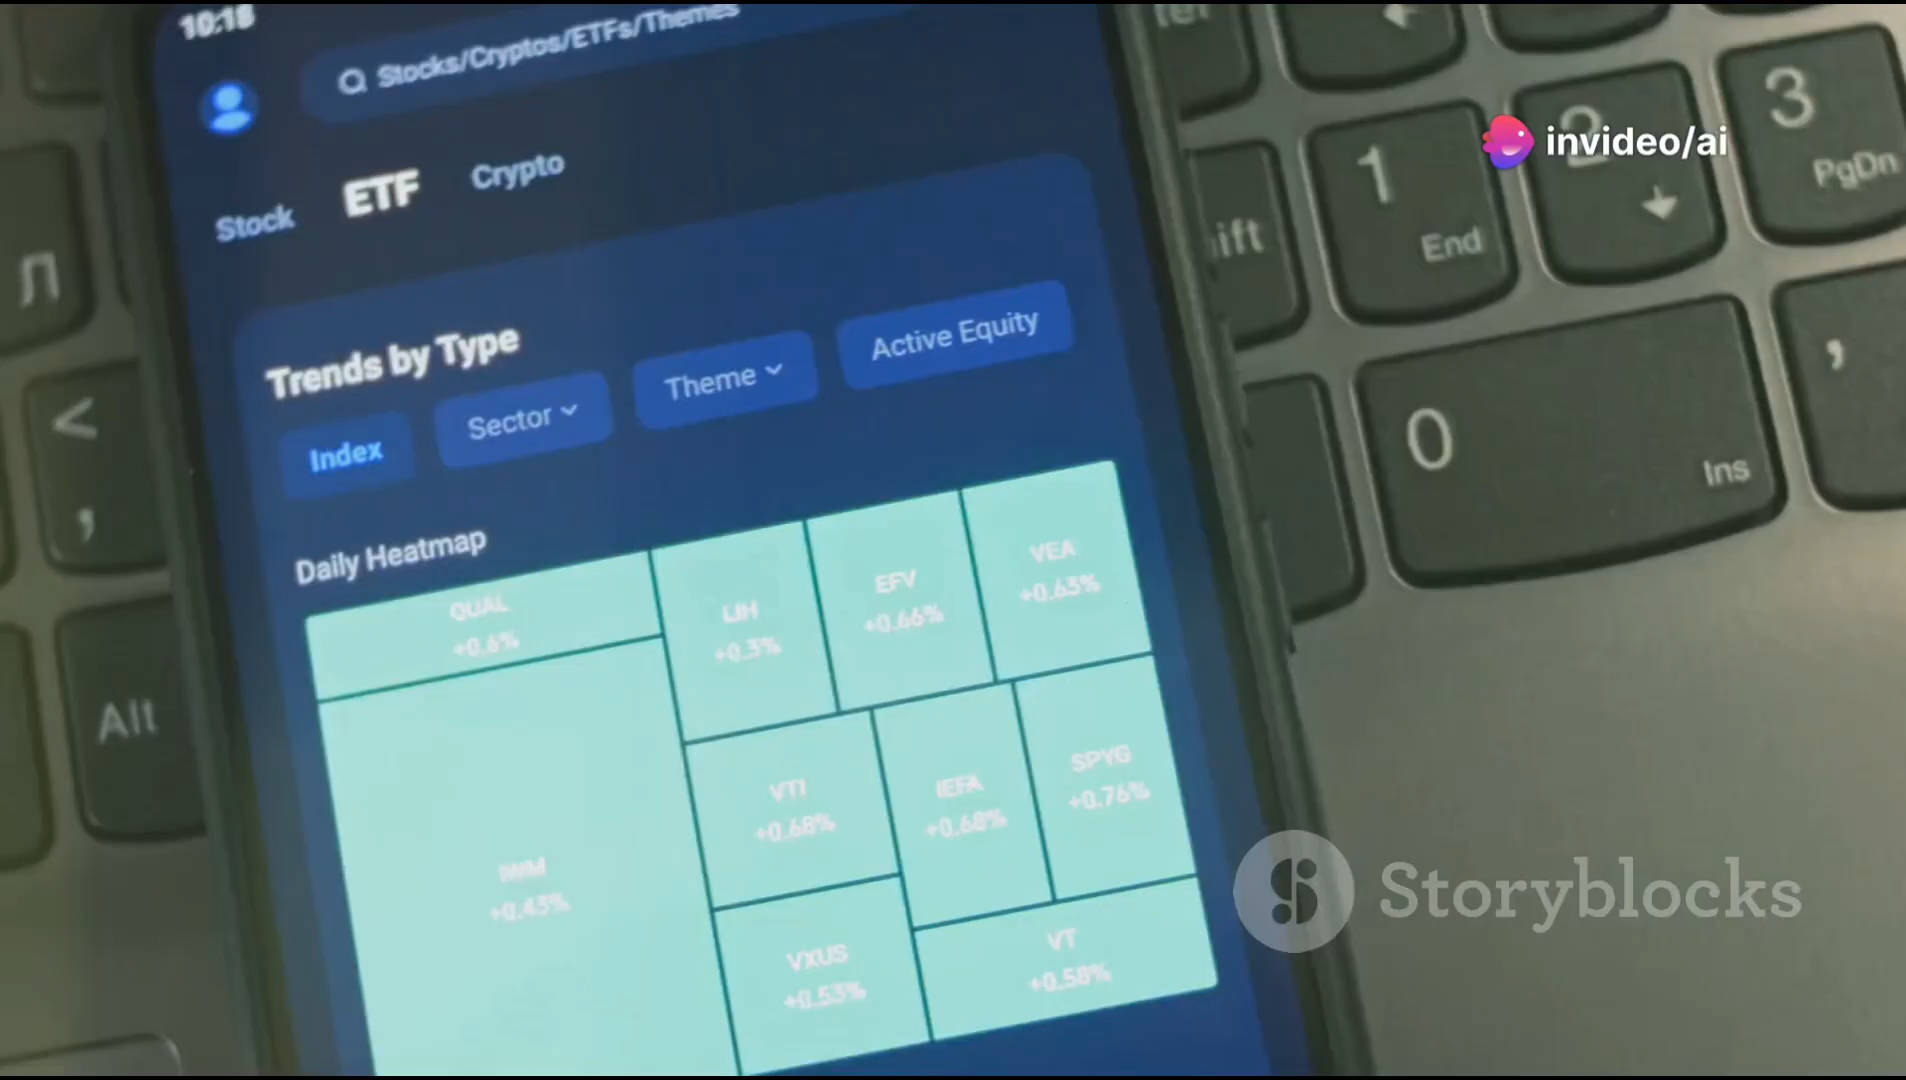 10:18
Stocks/Cryptos/ETFs/Themes
Stock
ETF
Crypto
Trends by Type
Index
Sector
Theme
Active Equity
Daily Heatmap
QUAL
+0.6%
IJH
+0.3%
EFV
+0.66%
VEA
+0.63%
IWM
+0.43%
VTI
+0.68%
IEFA
+0.68%
SPYG
+0.76%
VXUS
+0.53%
VT
+0.58%
invideo/ai
Storyblocks
Л
<
,
Alt
1
End
2
3
PgDn
0
Ins
,